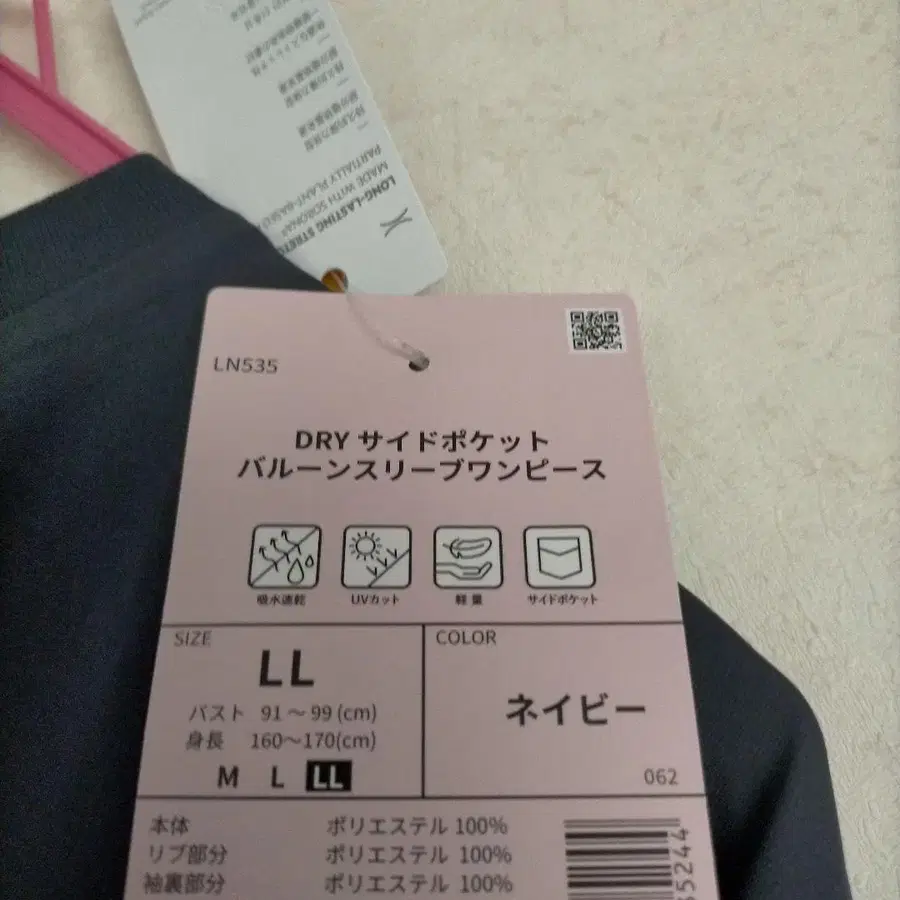 LONG-LASTING STRETCH
MADE WITH SORONA®
PARTIALLY PLANT-BASED
LN535
DRY サイドポケット
バルーンスリーブワンピース
吸水速乾
UVカット
軽量
サイドポケット
SIZE
LL
バスト 91～99(cm)
身長 160～170(cm)
M L LL
COLOR
ネイビー
062
本体 ポリエステル 100%
リブ部分 ポリエステル 100%
袖裏部分 ポリエステル 100%
5244